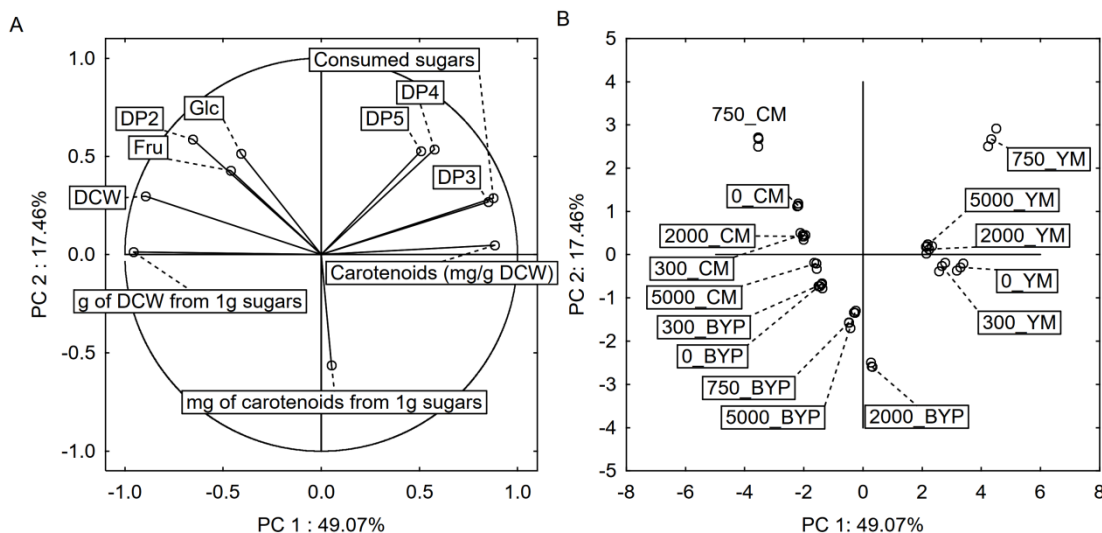 A
1.0
0.5
0.0
-0.5
-1.0
PC 2 : 17.46%
Consumed sugars
DP4
Glc
DP2
DP5
Fru
DP3
DCW
Carotenoids (mg/g DCW)
g of DCW from 1g sugars
mg of carotenoids from 1g sugars
-1.0 -0.5 0.0 0.5 1.0
PC 1 : 49.07%
B
5
4
3
2
1
0
-1
-2
-3
-4
-5
PC 2: 17.46%
750_CM
750_YM
0_CM
5000_YM
2000_CM
2000_YM
300_CM
0_YM
5000_CM
300_YM
300_BYP
0_BYP
750_BYP
5000_BYP
2000_BYP
-8 -6 -4 -2 0 2 4 6 8
PC 1: 49.07%